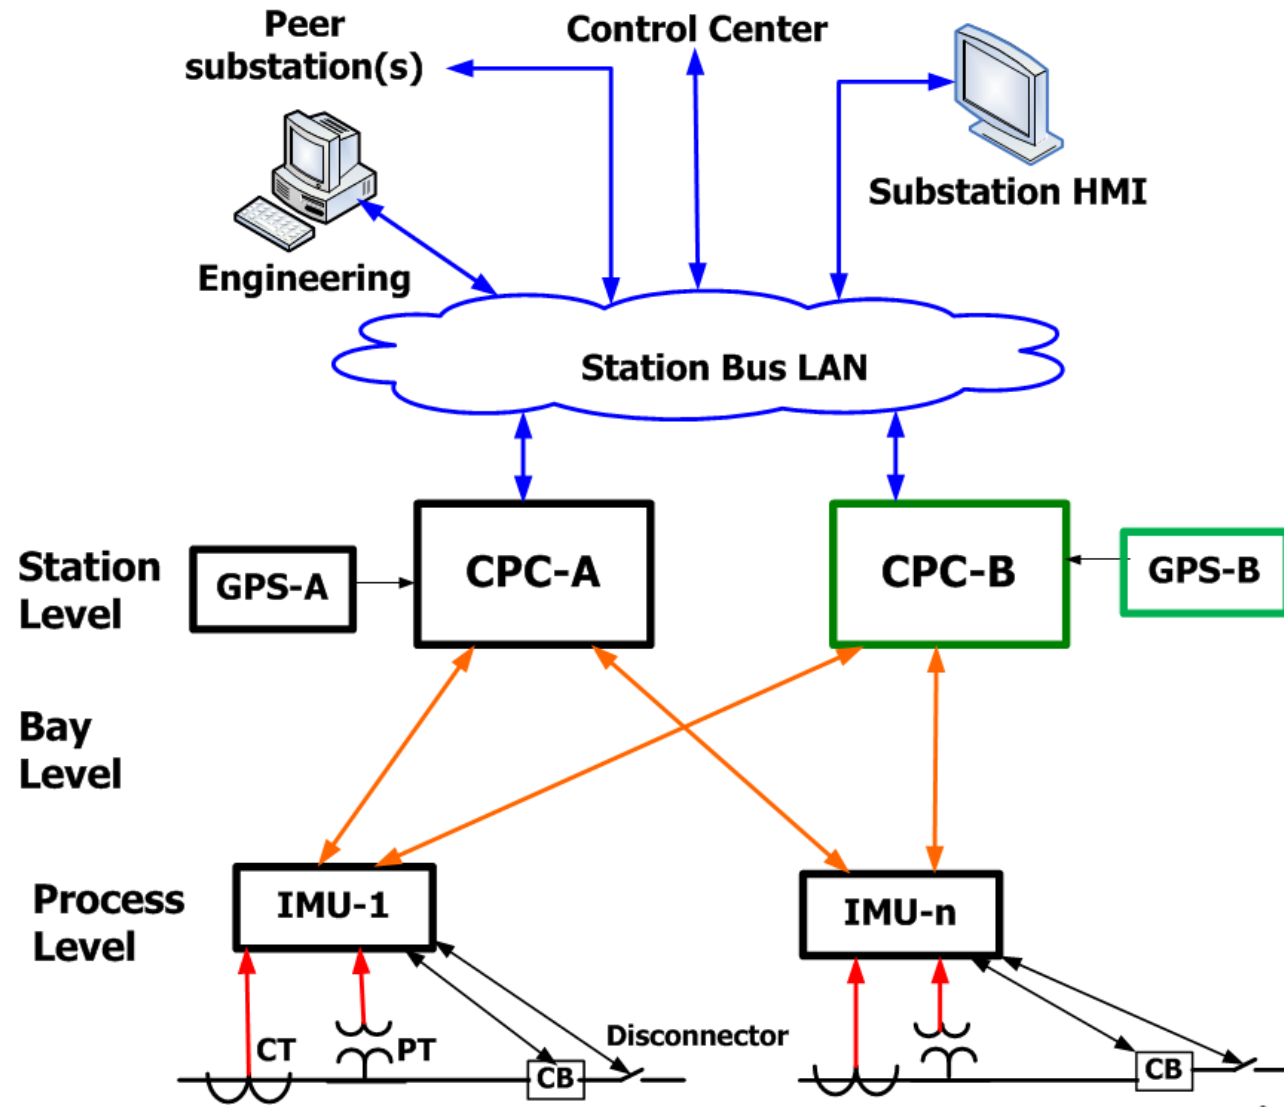 Peer
substation(s)
Control Center
Substation HMI
Engineering
Station Bus LAN
Station
Level
GPS-A
CPC-A
CPC-B
GPS-B
Bay
Level
Process
Level
IMU-1
IMU-n
CT
PT
Disconnector
CB
CB